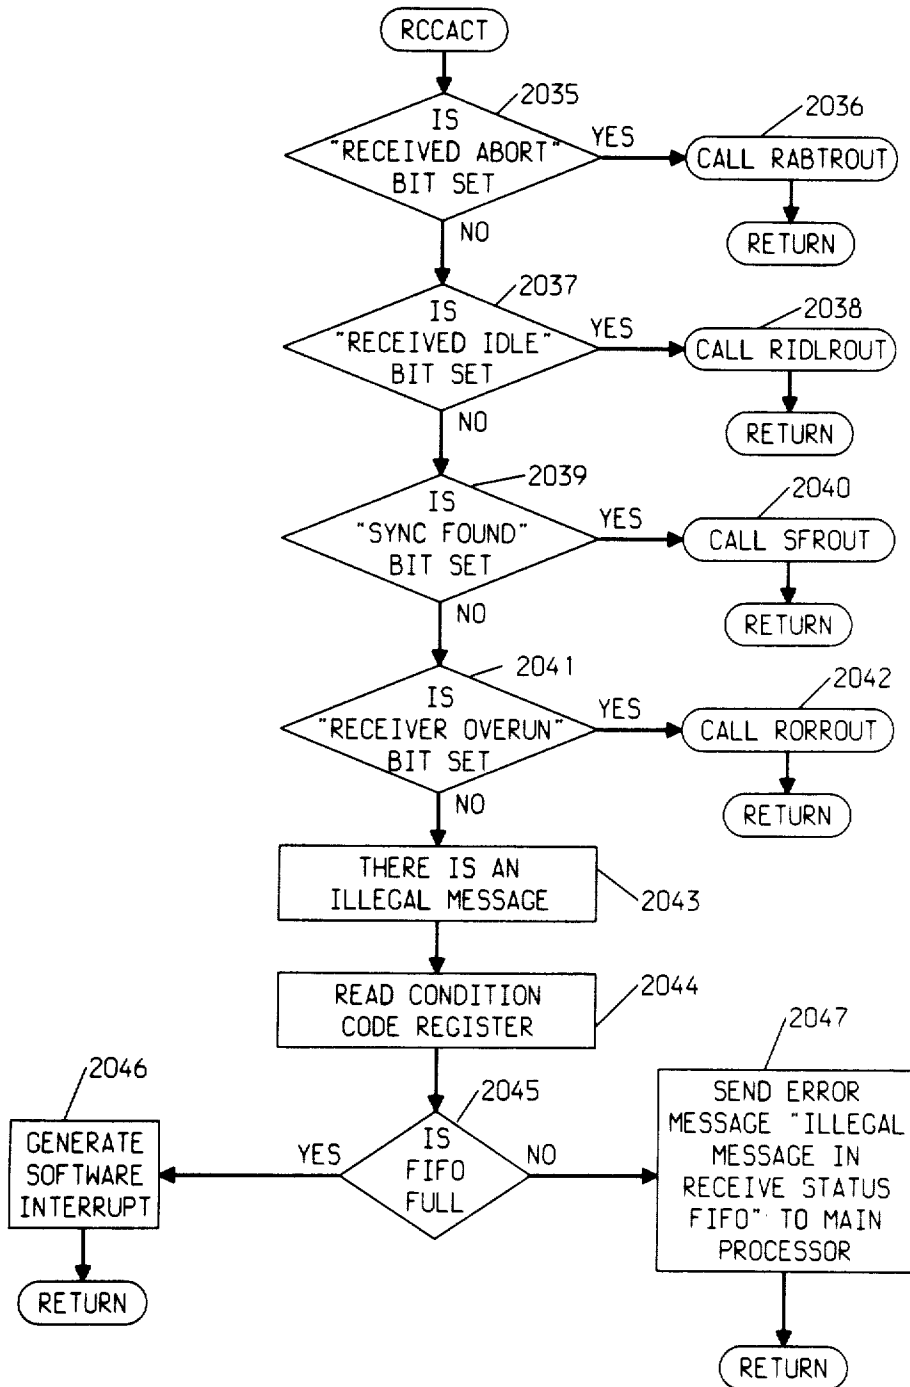 RCCACT
2035
IS
"RECEIVED ABORT"
BIT SET
YES
2036
CALL RABTROUT
RETURN
NO
2037
IS
"RECEIVED IDLE"
BIT SET
YES
2038
CALL RIDLROUT
RETURN
NO
2039
IS
"SYNC FOUND"
BIT SET
YES
2040
CALL SFROUT
RETURN
NO
2041
IS
"RECEIVER OVERUN"
BIT SET
YES
2042
CALL RORROUT
RETURN
NO
THERE IS AN
ILLEGAL MESSAGE
2043
READ CONDITION
CODE REGISTER
2044
2045
IS
FIFO
FULL
YES
2046
GENERATE
SOFTWARE
INTERRUPT
RETURN
NO
2047
SEND ERROR
MESSAGE "ILLEGAL
MESSAGE IN
RECEIVE STATUS
FIFO" TO MAIN
PROCESSOR
RETURN